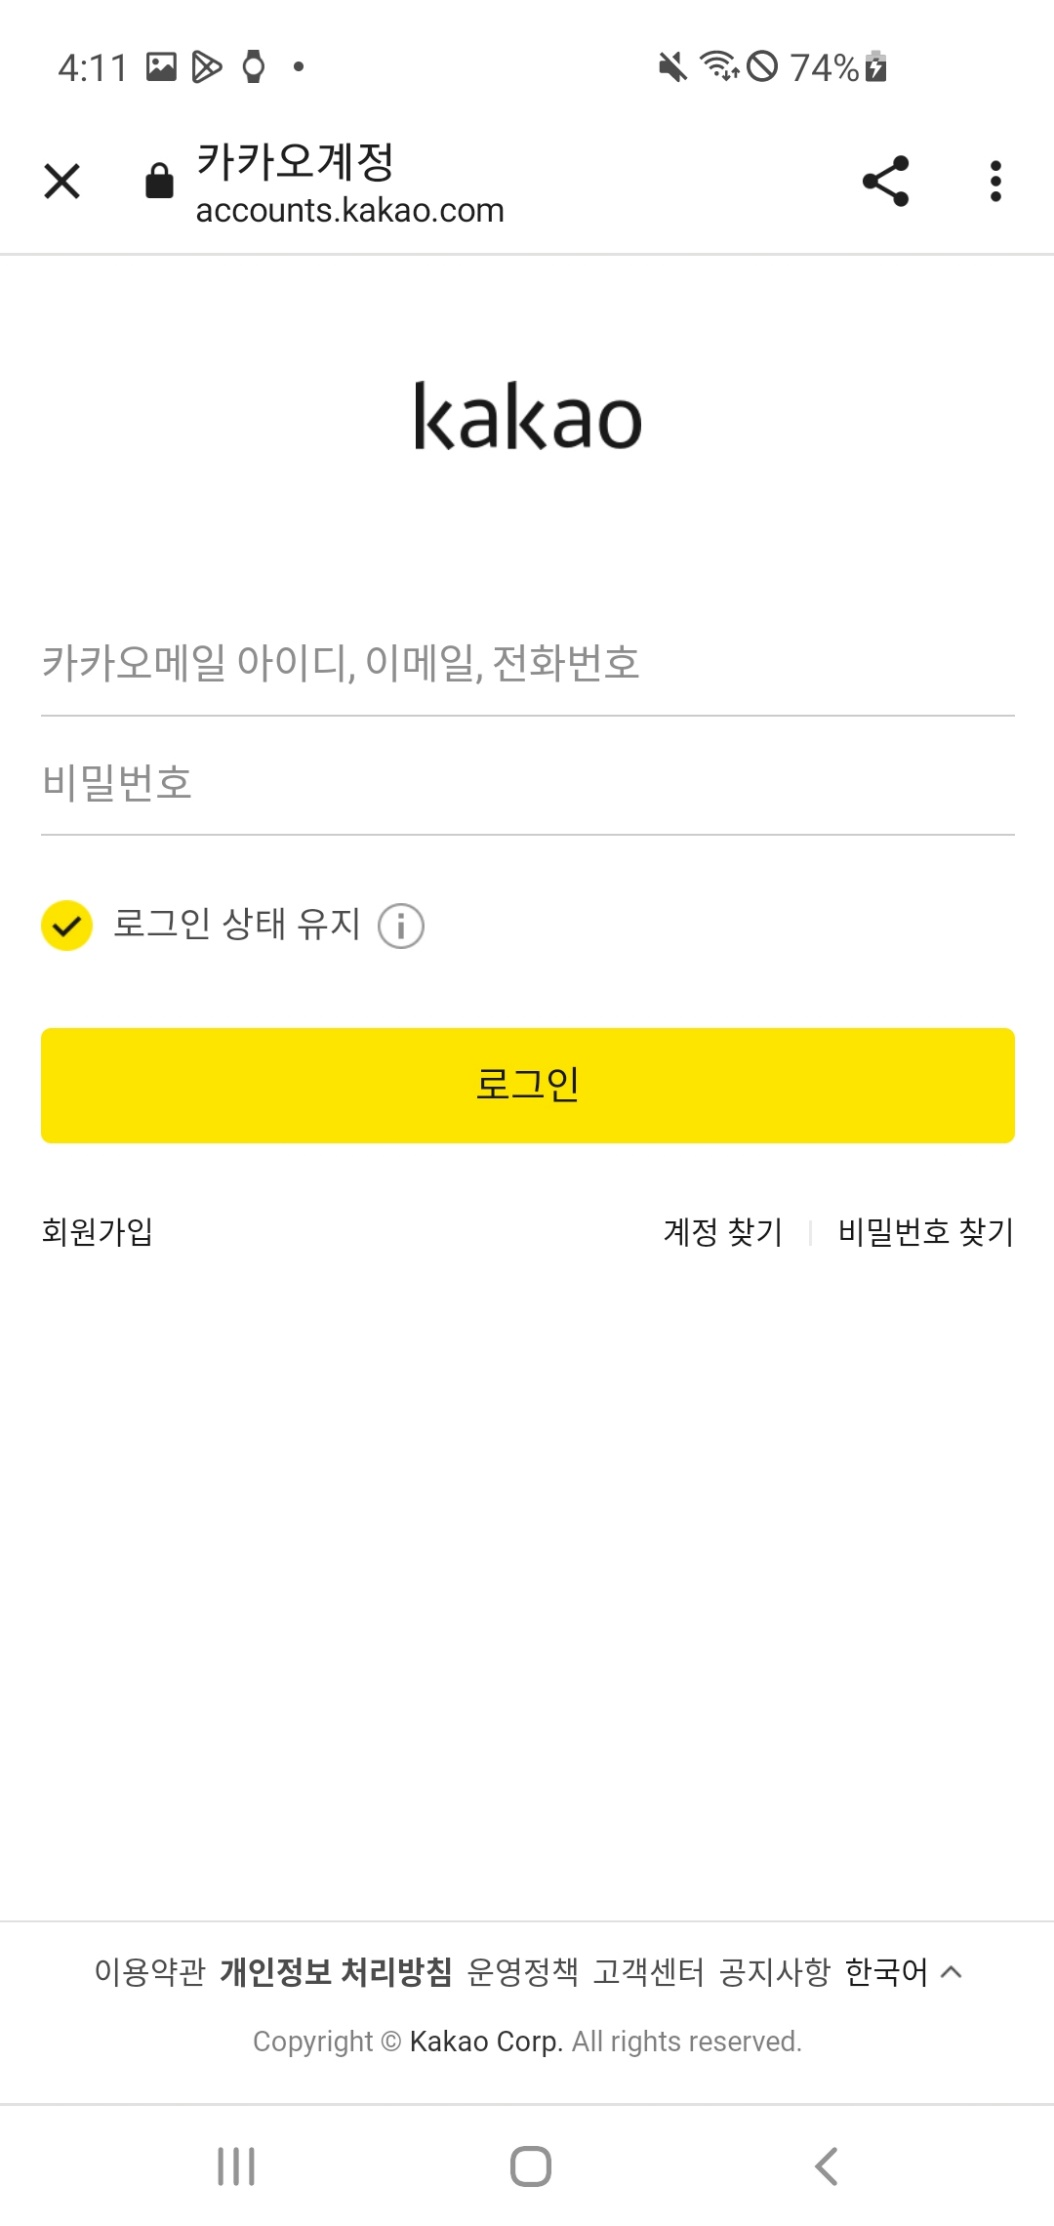 4:11
74%
카카오계정
accounts.kakao.com
kakao
카카오메일 아이디, 이메일, 전화번호
비밀번호
로그인 상태 유지
로그인
회원가입 계정 찾기 비밀번호 찾기
이용약관 개인정보 처리방침 운영정책 고객센터 공지사항 한국어
Copyright © Kakao Corp. All rights reserved.